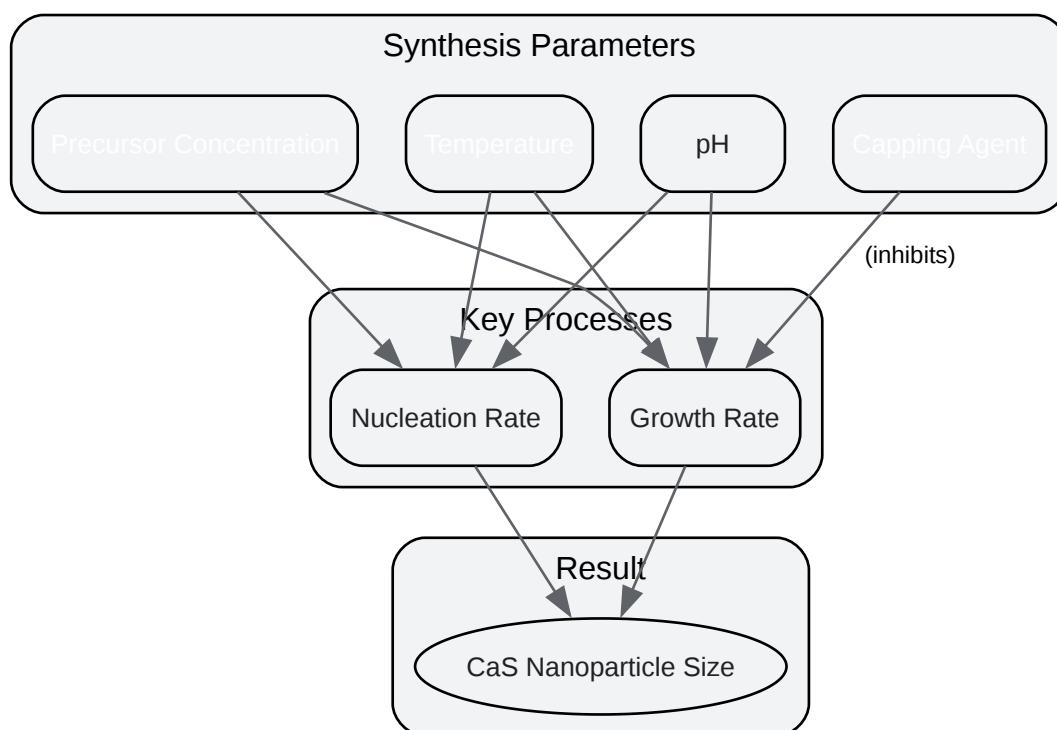 Synthesis Parameters
Precursor Concentration
Temperature
pH
Capping Agent
(inhibits)
Key Processes
Nucleation Rate
Growth Rate
Result
CaS Nanoparticle Size